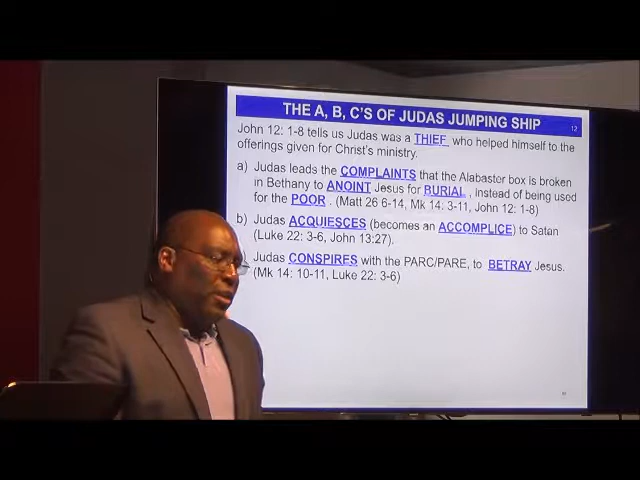 THE A, B, C'S OF JUDAS JUMPING SHIP
12
John 12: 1-8 tells us Judas was a THIEF who helped himself to the
offerings given for Christ's ministry.
a) Judas leads the COMPLAINTS that the Alabaster box is broken
in Bethany to ANOINT Jesus for BURIAL , instead of being used
for the POOR . (Matt 26 6-14, Mk 14: 3-11, John 12: 1-8)
b) Judas ACQUIESCES (becomes an ACCOMPLICE) to Satan
(Luke 22: 3-6, John 13:27).
Judas CONSPIRES with the PARC/PARE, to BETRAY Jesus.
(Mk 14: 10-11, Luke 22: 3-6)